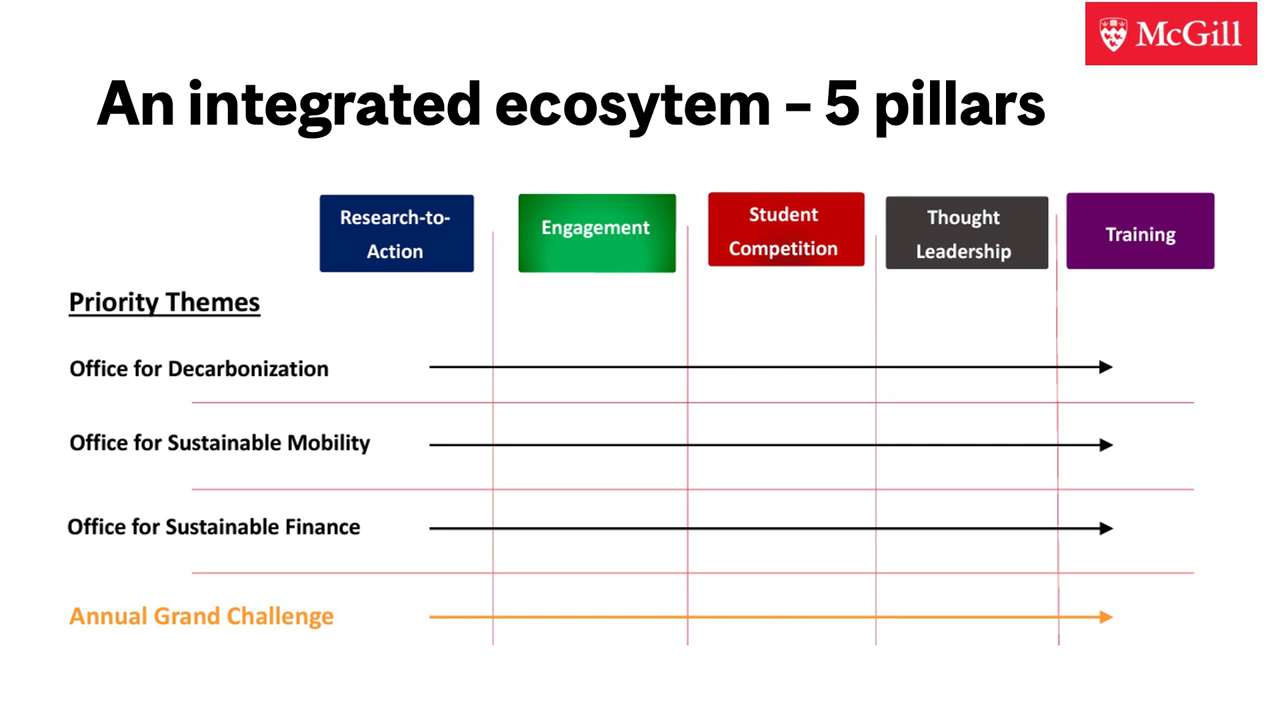 McGill
An integrated ecosytem – 5 pillars
Research-to-
Action
Engagement
Student
Competition
Thought
Leadership
Training
Priority Themes
Office for Decarbonization
Office for Sustainable Mobility
Office for Sustainable Finance
Annual Grand Challenge